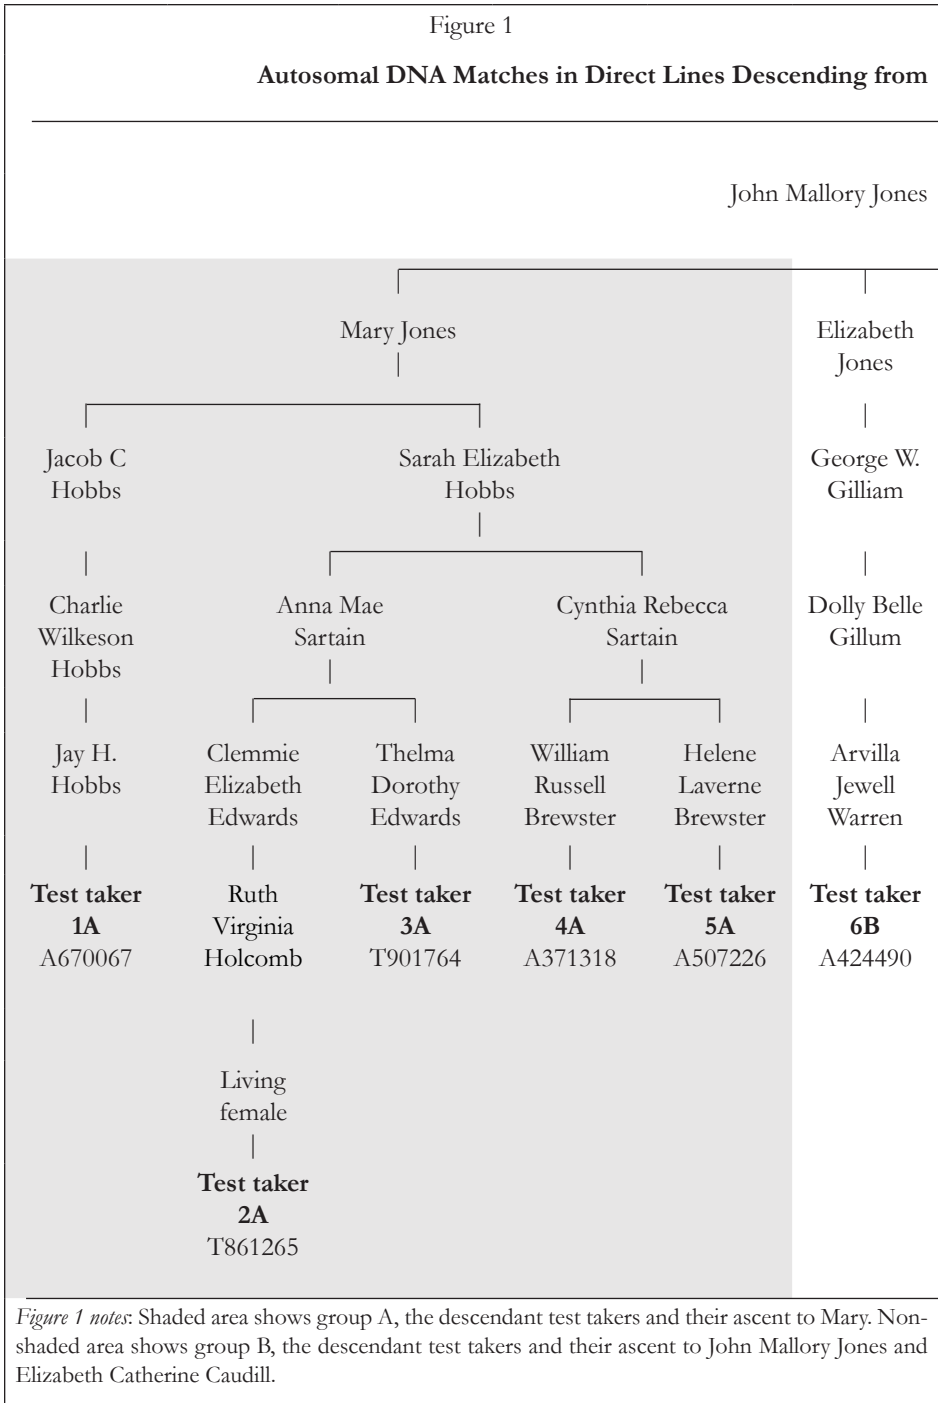 Figure 1
Autosomal DNA Matches in Direct Lines Descending from
John Mallory Jones
Mary Jones
Elizabeth
Jones
Jacob C
Hobbs
Sarah Elizabeth
Hobbs
George W.
Gilliam
Charlie
Wilkeson
Hobbs
Anna Mae
Sartain
Cynthia Rebecca
Sartain
Dolly Belle
Gillum
Jay H.
Hobbs
Clemmie
Elizabeth
Edwards
Thelma
Dorothy
Edwards
William
Russell
Brewster
Helene
Laverne
Brewster
Arvilla
Jewell
Warren
Test taker
1A
A670067
Ruth
Virginia
Holcomb
Test taker
3A
T901764
Test taker
4A
A371318
Test taker
5A
A507226
Test taker
6B
A424490
Living
female
Test taker
2A
T861265
Figure 1 notes: Shaded area shows group A, the descendant test takers and their ascent to Mary. Non-
shaded area shows group B, the descendant test takers and their ascent to John Mallory Jones and
Elizabeth Catherine Caudill.